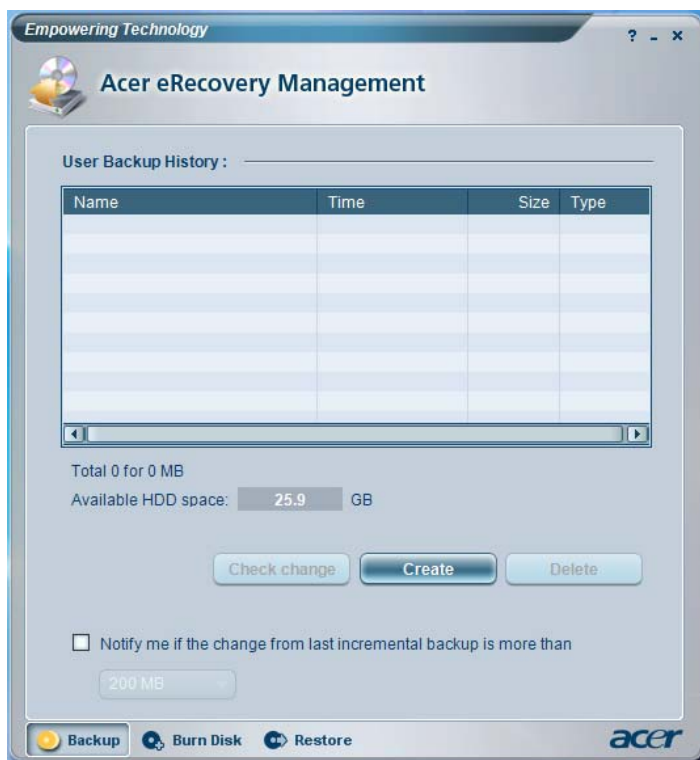 Empowering Technology
? - ×
Acer eRecovery Management
User Backup History :
Name Time Size Type
Total 0 for 0 MB
Available HDD space: 25.9 GB
Check change Create Delete
Notify me if the change from last incremental backup is more than
200 MB
Backup Burn Disk Restore acer